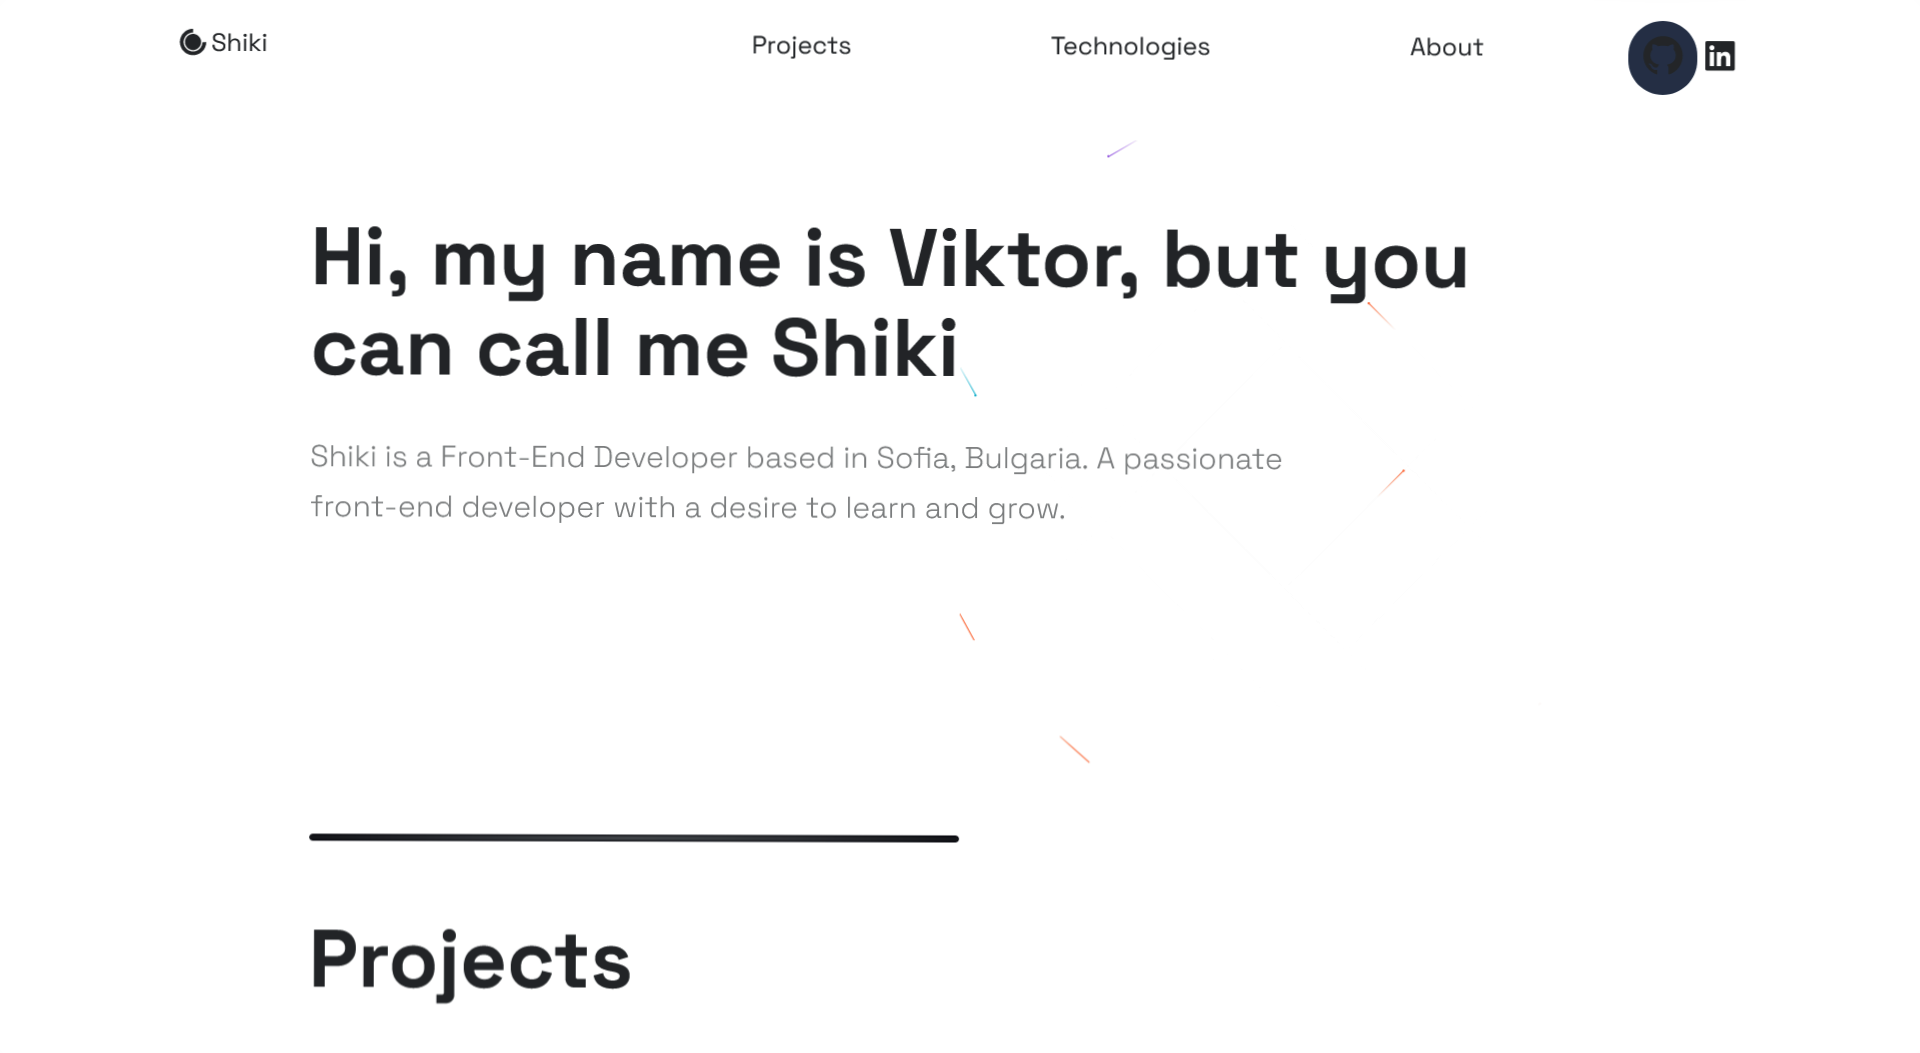 Shiki
Projects
Technologies
About
in
Hi, my name is Viktor, but you
can call me Shiki
Shiki is a Front-End Developer based in Sofia, Bulgaria. A passionate
front-end developer with a desire to learn and grow.
Projects